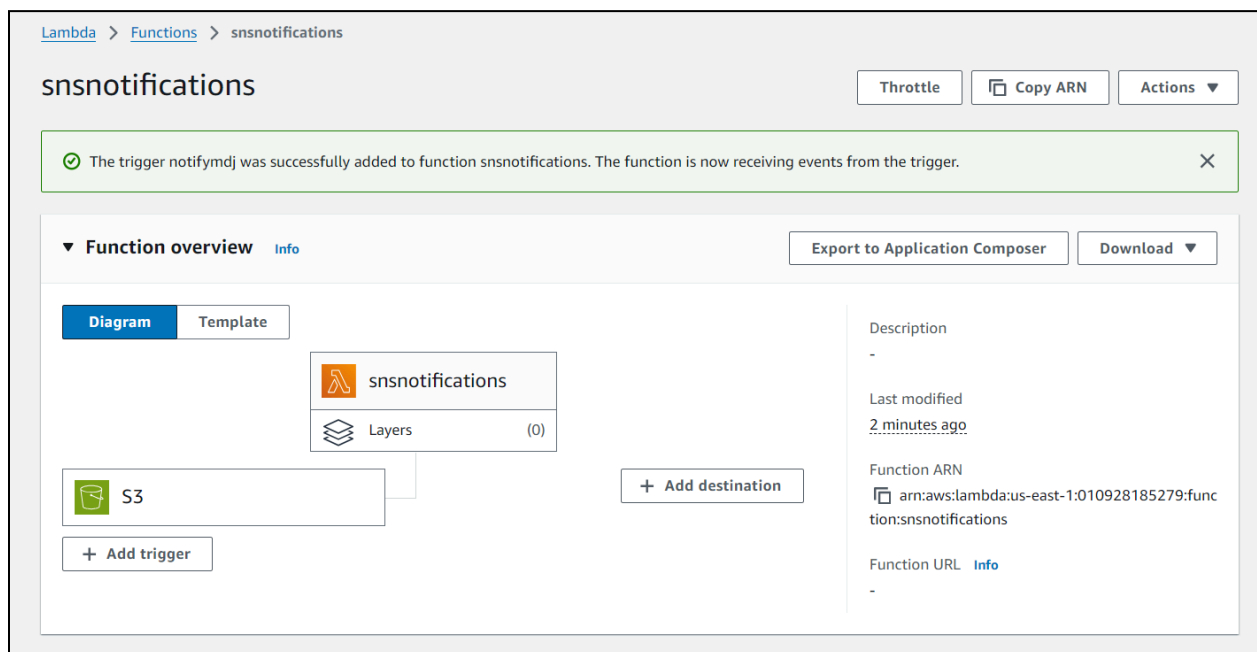 Lambda > Functions > snsnotifications
snsnotifications
Throttle
Copy ARN
Actions
The trigger notifymdj was successfully added to function snsnotifications. The function is now receiving events from the trigger.
Function overview Info
Export to Application Composer
Download
Diagram
Template
snsnotifications
Layers (0)
S3
+ Add trigger
+ Add destination
Description
-
Last modified
2 minutes ago
Function ARN
arn:aws:lambda:us-east-1:010928185279:func
tion:snsnotifications
Function URL Info
-